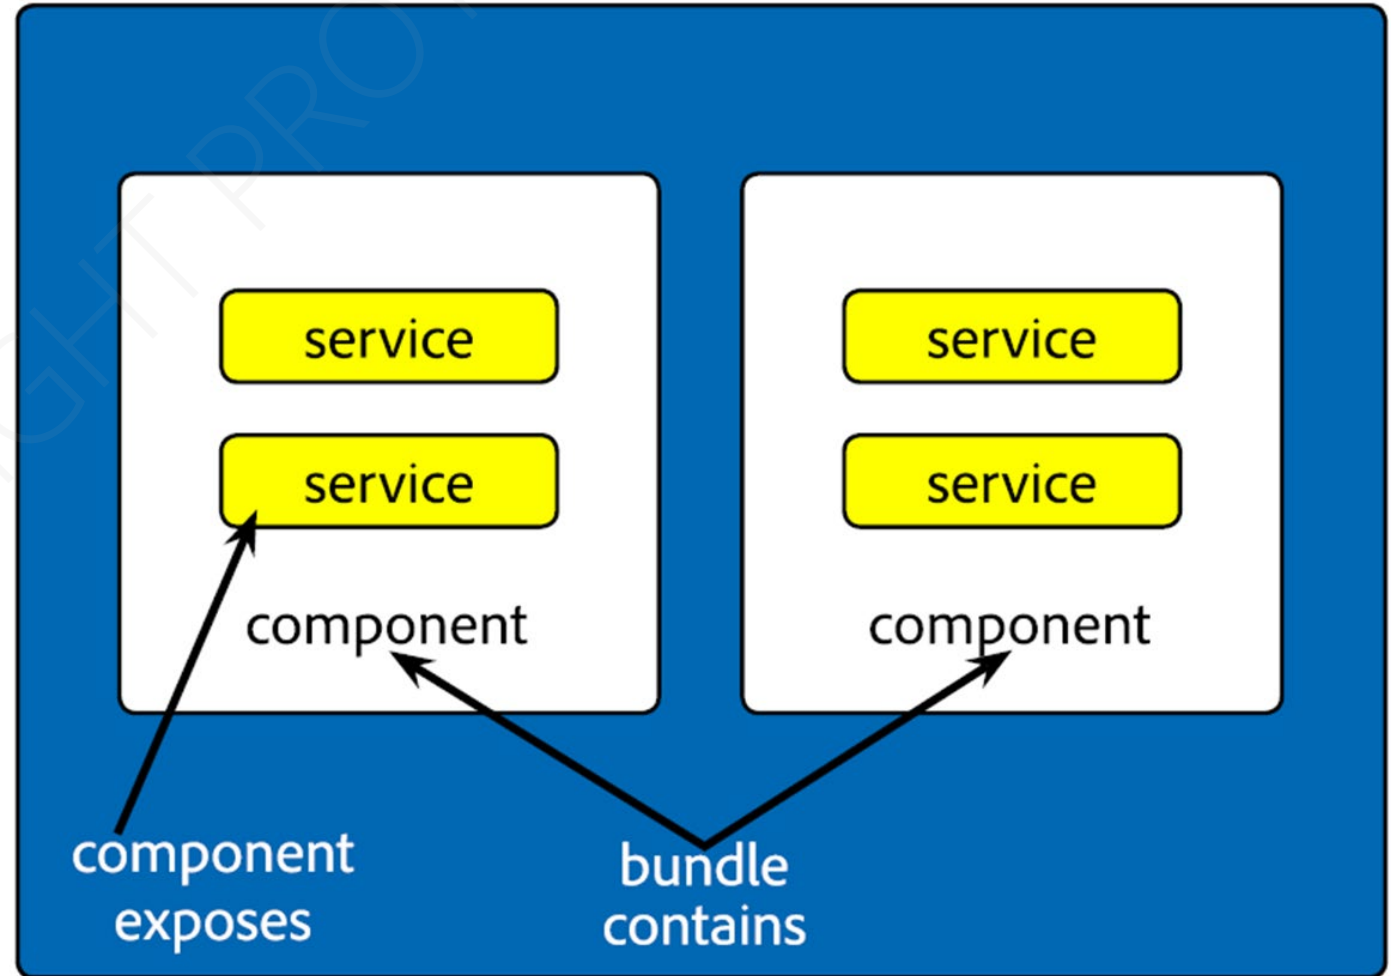 service
service
component
service
service
component
component
exposes
bundle
contains